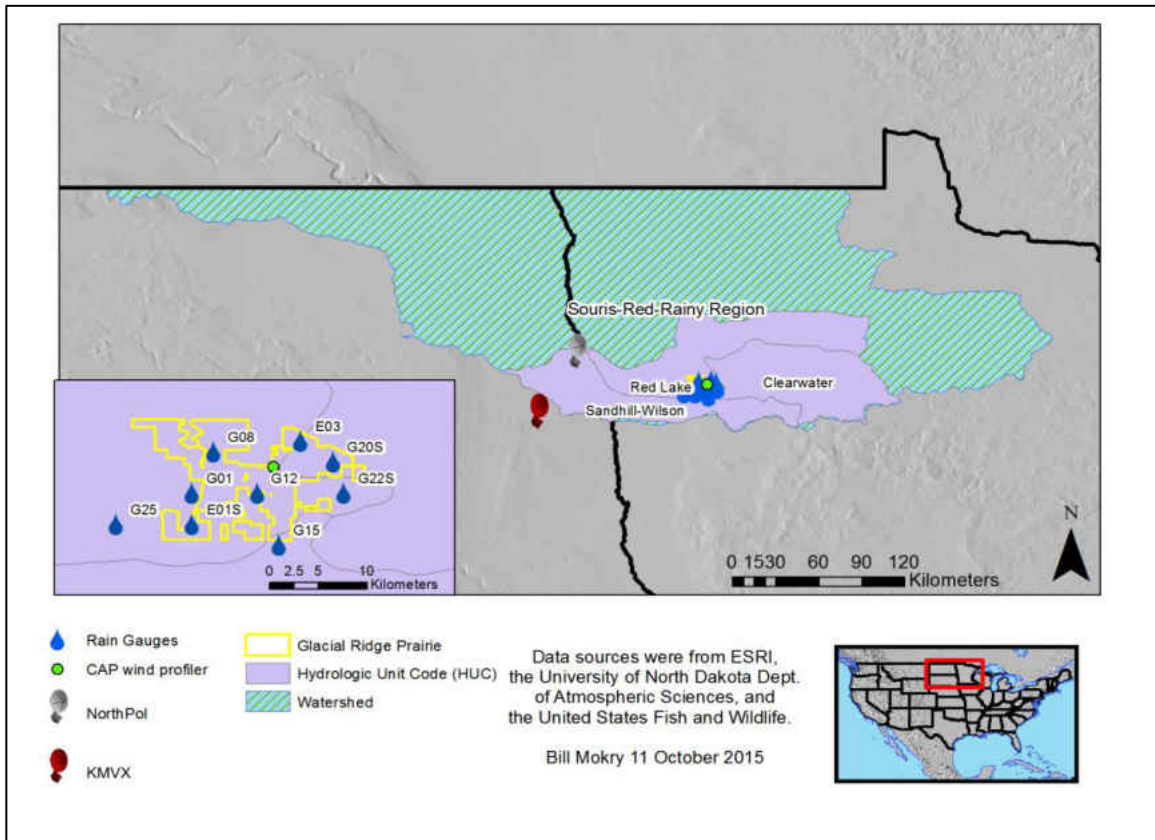 Souris-Red-Rainy Region
Red Lake
Clearwater
Sandhill-Wilson
E03
G08
G20S
G01
G12
G22S
G25
E01S
G15
0 2.5 5 10
Kilometers
N
0 15 30 60 90 120
Kilometers
Rain Gauges
CAP wind profiler
NorthPol
KMVX
Glacial Ridge Prairie
Hydrologic Unit Code (HUC)
Watershed
Data sources were from ESRI,
the University of North Dakota Dept.
of Atmospheric Sciences, and
the United States Fish and Wildlife.
Bill Mokry 11 October 2015